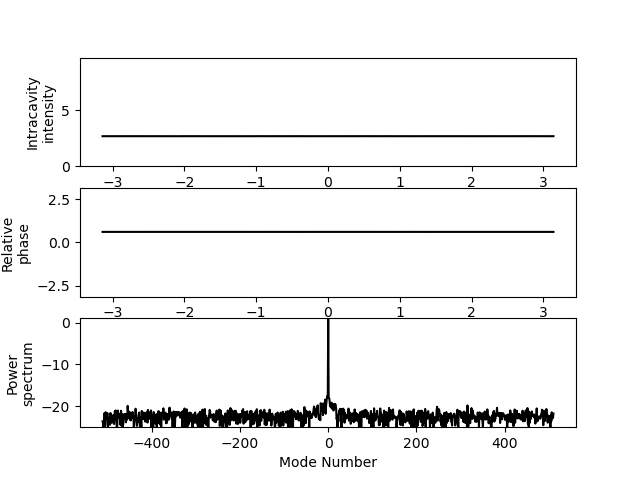 Intracavity
intensity
5
0
−3 −2 −1 0 1 2 3
Relative
phase
2.5
0.0
−2.5
−3 −2 −1 0 1 2 3
Power
spectrum
0
−10
−20
−400 −200 0 200 400
Mode Number